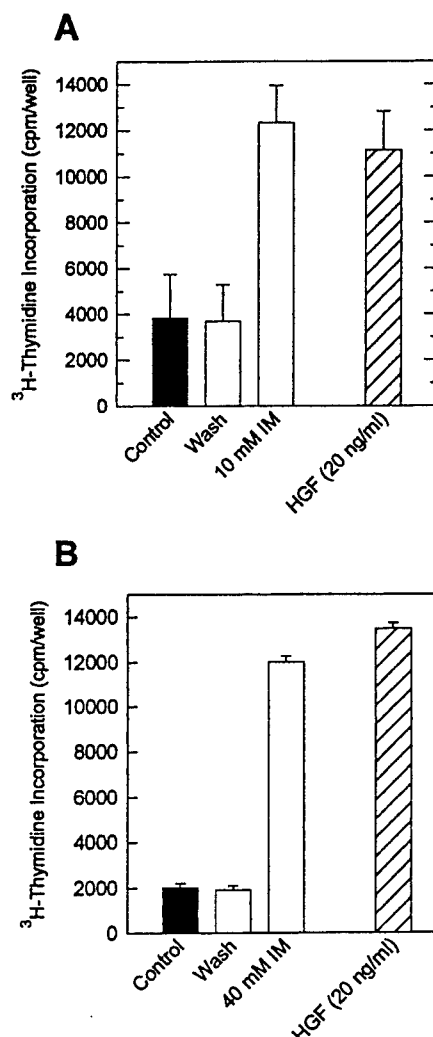 A
³H-Thymidine Incorporation (cpm/well)
14000
12000
10000
8000
6000
4000
2000
0
Control
Wash
10 mM IM
HGF (20 ng/ml)
B
³H-Thymidine Incorporation (cpm/well)
14000
12000
10000
8000
6000
4000
2000
0
Control
Wash
40 mM IM
HGF (20 ng/ml)